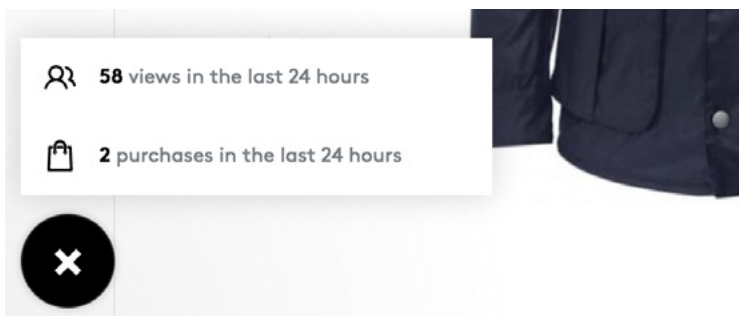 58 views in the last 24 hours
2 purchases in the last 24 hours